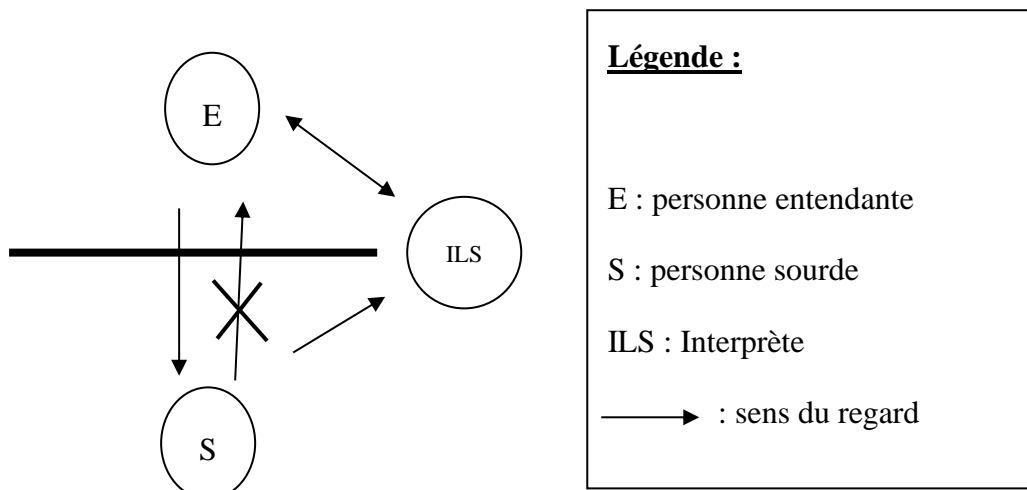 E
ILS
S
Légende :
E : personne entendante
S : personne sourde
ILS : Interprète
: sens du regard